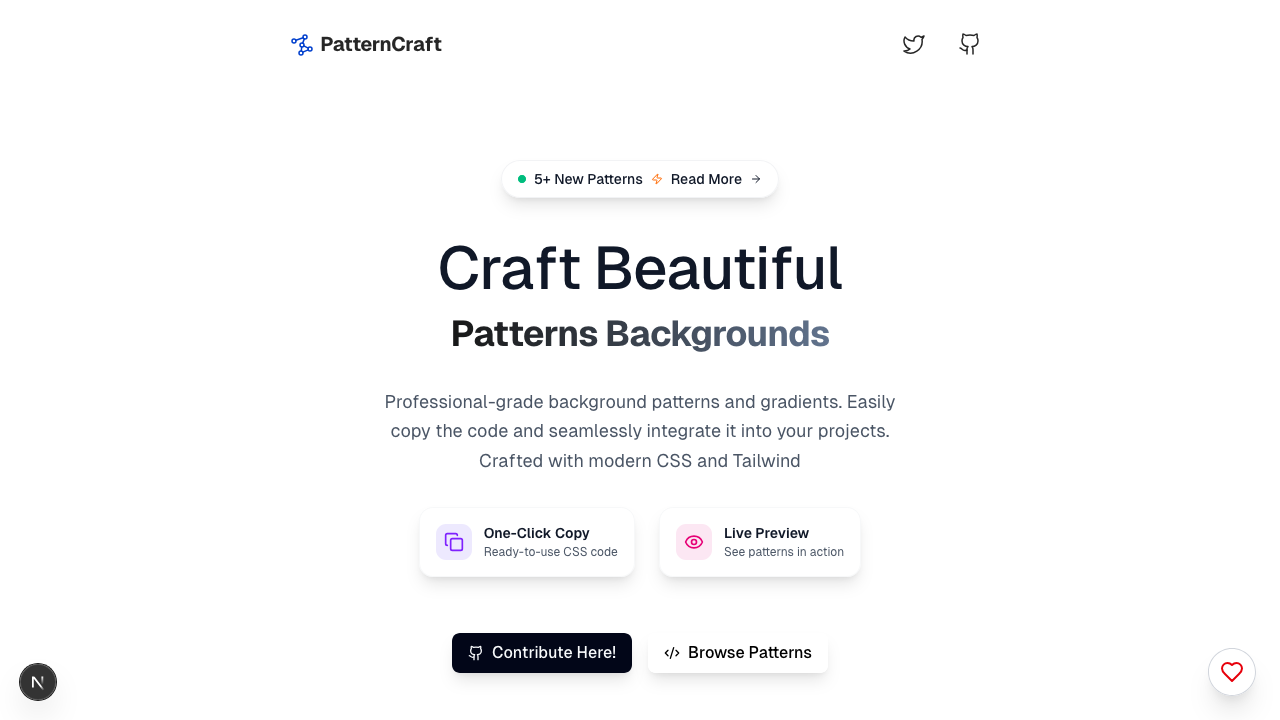 PatternCraft
5+ New Patterns Read More
Craft Beautiful
Patterns Backgrounds
Professional-grade background patterns and gradients. Easily
copy the code and seamlessly integrate it into your projects.
Crafted with modern CSS and Tailwind
One-Click Copy
Ready-to-use CSS code
Live Preview
See patterns in action
Contribute Here!
Browse Patterns
N